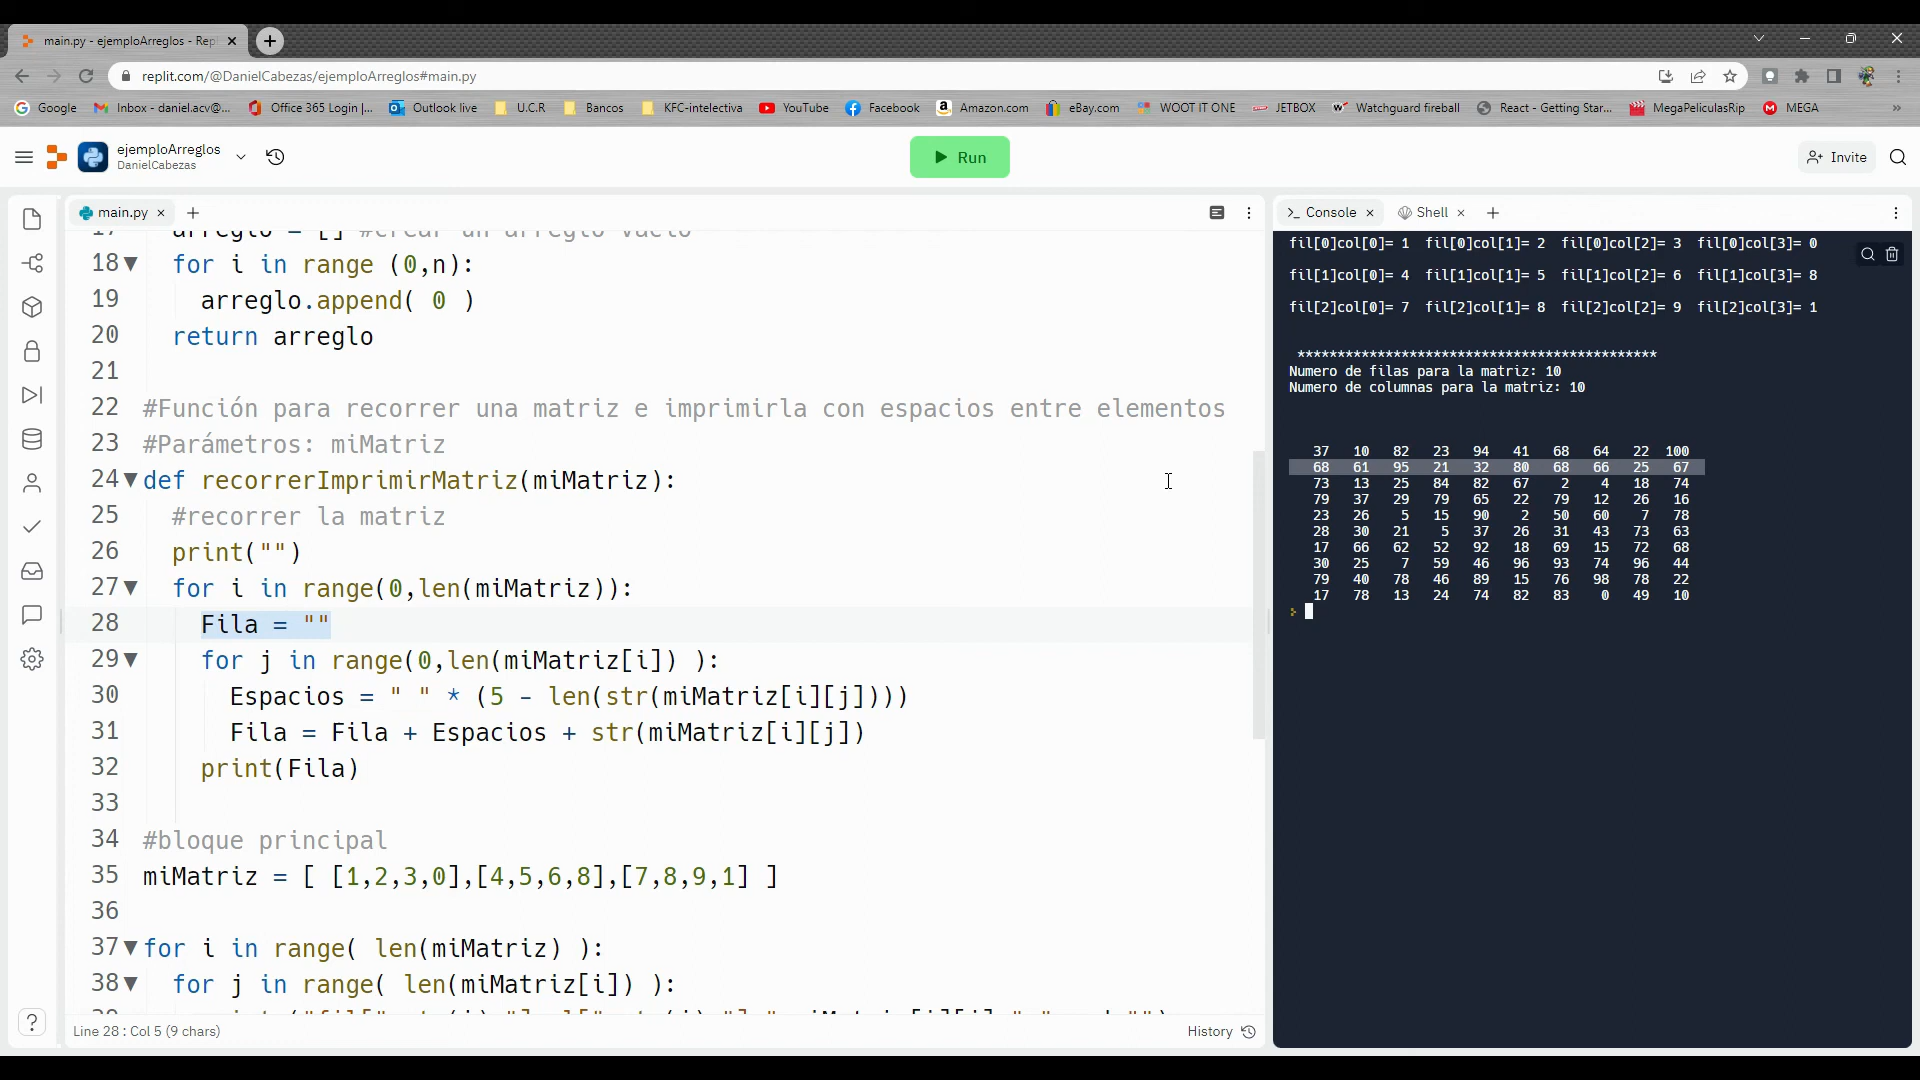 main.py - ejemploArreglos - Rep
replit.com/@DanielCabezas/ejemploArreglos#main.py
Google Inbox - daniel.acv@... Office 365 Login |... Outlook live U.C.R Bancos KFC-intelectiva YouTube Facebook Amazon.com eBay.com WOOT IT ONE JETBOX Watchguard fireball React - Getting Star... MegaPeliculasRip MEGA »
ejemploArreglos
DanielCabezas
Run
Invite
main.py
17 arreglo = [] #crear un arreglo vacío
18 for i in range (0,n):
19 arreglo.append( 0 )
20 return arreglo
21
22 #Función para recorrer una matriz e imprimirla con espacios entre elementos
23 #Parámetros: miMatriz
24 def recorrerImprimirMatriz(miMatriz):
25 #recorrer la matriz
26 print("")
27 for i in range(0,len(miMatriz)):
28 Fila = ""
29 for j in range(0,len(miMatriz[i]) ):
30 Espacios = " " * (5 - len(str(miMatriz[i][j])))
31 Fila = Fila + Espacios + str(miMatriz[i][j])
32 print(Fila)
33
34 #bloque principal
35 miMatriz = [ [1,2,3,0],[4,5,6,8],[7,8,9,1] ]
36
37 for i in range( len(miMatriz) ):
38 for j in range( len(miMatriz[i]) ):
?
Line 28 : Col 5 (9 chars)
History
Console Shell
fil[0]col[0]= 1 fil[0]col[1]= 2 fil[0]col[2]= 3 fil[0]col[3]= 0
fil[1]col[0]= 4 fil[1]col[1]= 5 fil[1]col[2]= 6 fil[1]col[3]= 8
fil[2]col[0]= 7 fil[2]col[1]= 8 fil[2]col[2]= 9 fil[2]col[3]= 1
*********************************************
Numero de filas para la matriz: 10
Numero de columnas para la matriz: 10
37 10 82 23 94 41 68 64 22 100
68 61 95 21 32 80 68 66 25 67
73 13 25 84 82 67 2 4 18 74
79 37 29 79 65 22 79 12 26 16
23 26 5 15 90 2 50 60 7 78
28 30 21 5 37 26 31 43 73 63
17 66 62 52 92 18 69 15 72 68
30 25 7 59 46 96 93 74 96 44
79 40 78 46 89 15 76 98 78 22
17 78 13 24 74 82 83 0 49 10